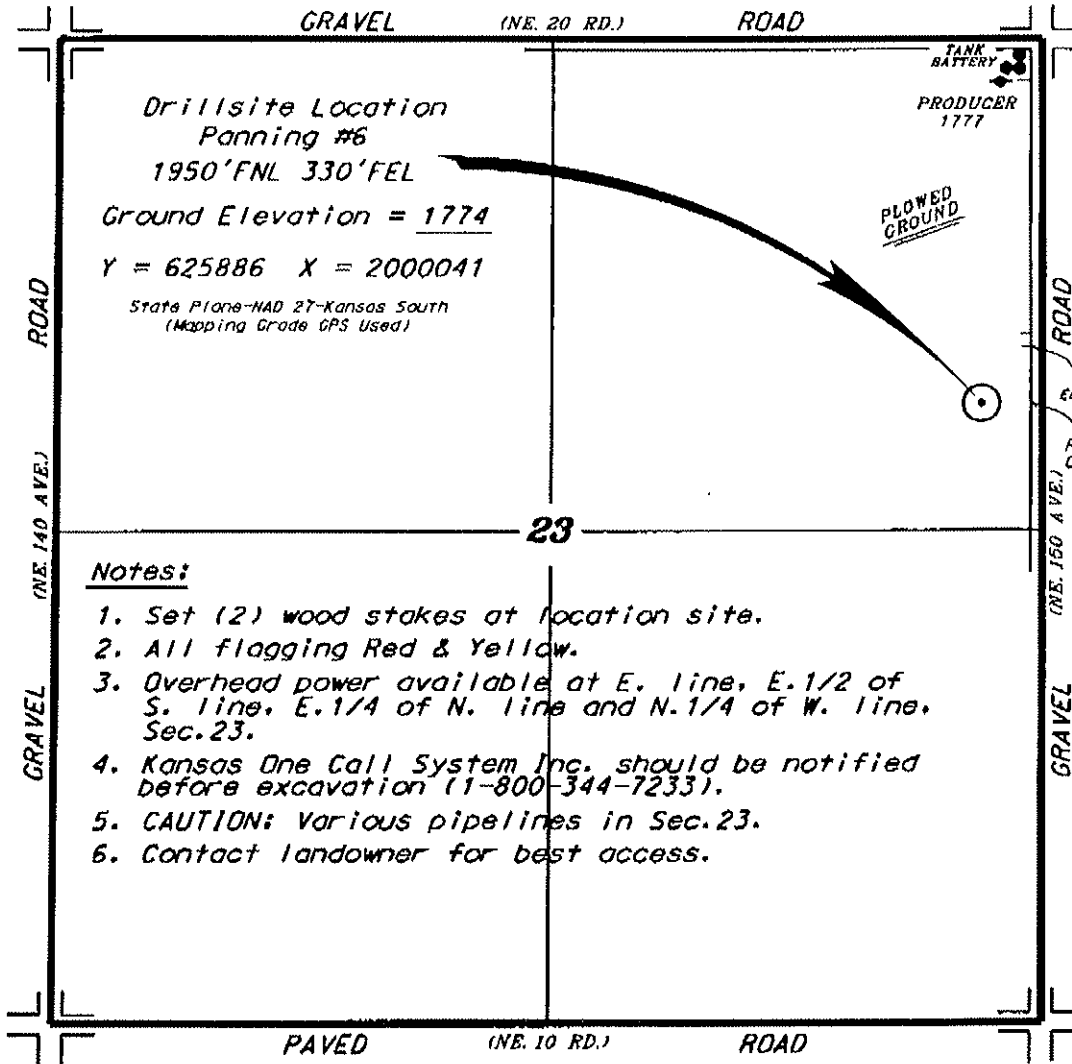 GRAVEL (NE. 20 RD.) ROAD
TANK
BATTERY
PRODUCER
1777
Drillsite Location
Panning #6
1950'FNL 330'FEL
Ground Elevation = 1774
Y = 625886 X = 2000041
State Plane-NAD 27-Kansas South
(Mapping Grade GPS Used)
PLOWED
GROUND
GRAVEL (NE. 140 AVE.) ROAD
GRAVEL (NE. 150 AVE.) ROAD
23
Notes:
1. Set (2) wood stakes at location site.
2. All flagging Red & Yellow.
3. Overhead power available at E. line, E.1/2 of
S. line, E.1/4 of N. line and N.1/4 of W. line,
Sec.23.
4. Kansas One Call System Inc. should be notified
before excavation (1-800-344-7233).
5. CAUTION: Various pipelines in Sec.23.
6. Contact landowner for best access.
PAVED (NE. 10 RD.) ROAD